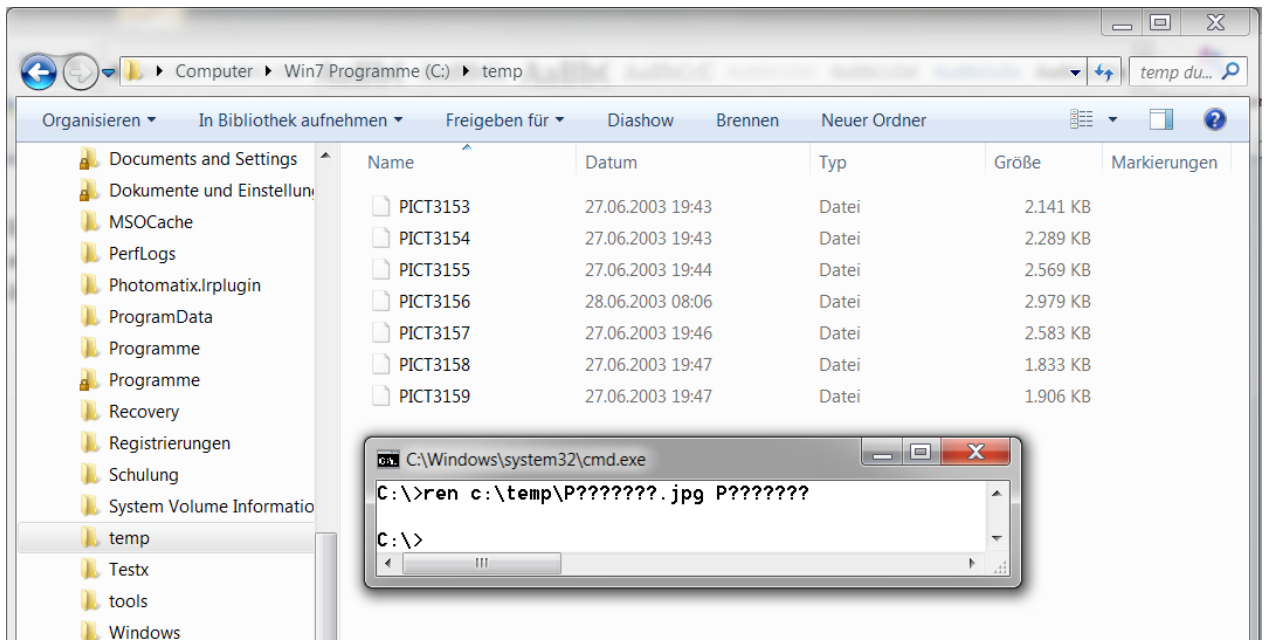 Computer Win7 Programme (C:) temp
temp du...
Organisieren In Bibliothek aufnehmen Freigeben für Diashow Brennen Neuer Ordner
Name Datum Typ Größe Markierungen
Documents and Settings
Dokumente und Einstellun
MSOCache
PerfLogs
Photomatix.lrplugin
ProgramData
Programme
Programme
Recovery
Registrierungen
Schulung
System Volume Informatio
temp
Testx
tools
Windows
PICT3153 27.06.2003 19:43 Datei 2.141 KB
PICT3154 27.06.2003 19:43 Datei 2.289 KB
PICT3155 27.06.2003 19:44 Datei 2.569 KB
PICT3156 28.06.2003 08:06 Datei 2.979 KB
PICT3157 27.06.2003 19:46 Datei 2.583 KB
PICT3158 27.06.2003 19:47 Datei 1.833 KB
PICT3159 27.06.2003 19:47 Datei 1.906 KB
C:\Windows\system32\cmd.exe
C:\>ren c:\temp\P???????.jpg P???????
C:\>